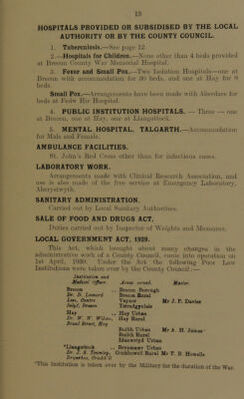 19
HOSPITALS PROVIDED OR SUBSIDISED BY THE LOCAL
AUTHORITY OR BY THE COUNTY COUNCIL.
1. Tuberculosis.—See page 12
2.—Hospitals for Children.—None other than 4 beds provided
at Brecon County War Memorial Hospital.
3. Fever and Small Pox.—Two Isolation Hospitals—one at
Brecon with accommodation for 20 beds, and one at Hay for 8
beds.
Small Pox.—Arrangements have been made with Aberdare for
beds at Fedw Hir Hospital.
4. PUBLIC INSTITUTION HOSPITALS. — Three — one
at Brecon, one at Hay, one at Llangattock.
5. MENTAL HOSPITAL, TALGARTH.—Accommodation
for Male and Female.
AMBULANCE FACILITIES.
St. John's Red Cross other than for infectious cases.
LABORATORY WORK.
Arrangements made with Clinical Research Association, and
use is also made of the free service at Emergency Laboratory,
Aberystwyth.
SANITARY ADMINISTRATION.
Carried out by Local Sanitary Authorities.
SALE OF FOOD AND DRUGS ACT.
Duties carried out by Inspector of Weights and Measures.
LOCAL GOVERNMENT ACT, 1929.
This Act, which brought about many changes in the
administrative work of a County Council, came into operation on
1st April, 1930. Under the Act the following Poor Law
Institutions were taken over by the County Council:—
Institution and
Medical Officer. Areas served. Master.
Brecon .. Brecon Borough
Brecon Rural
Vaynor Mr J. P. Davies
Ystradgynlais
Hay .. Hay Urban
Dr. W. W. Hay Rural
Builth Urban Mr A. H. James
Builth Rural
Llanwrtyd Urban
*Llangattock .. Brynmawr Urban
Crickhowell Rural Mr T. B. Howells
*This Institution is taken over by the Military for the duration of the War.